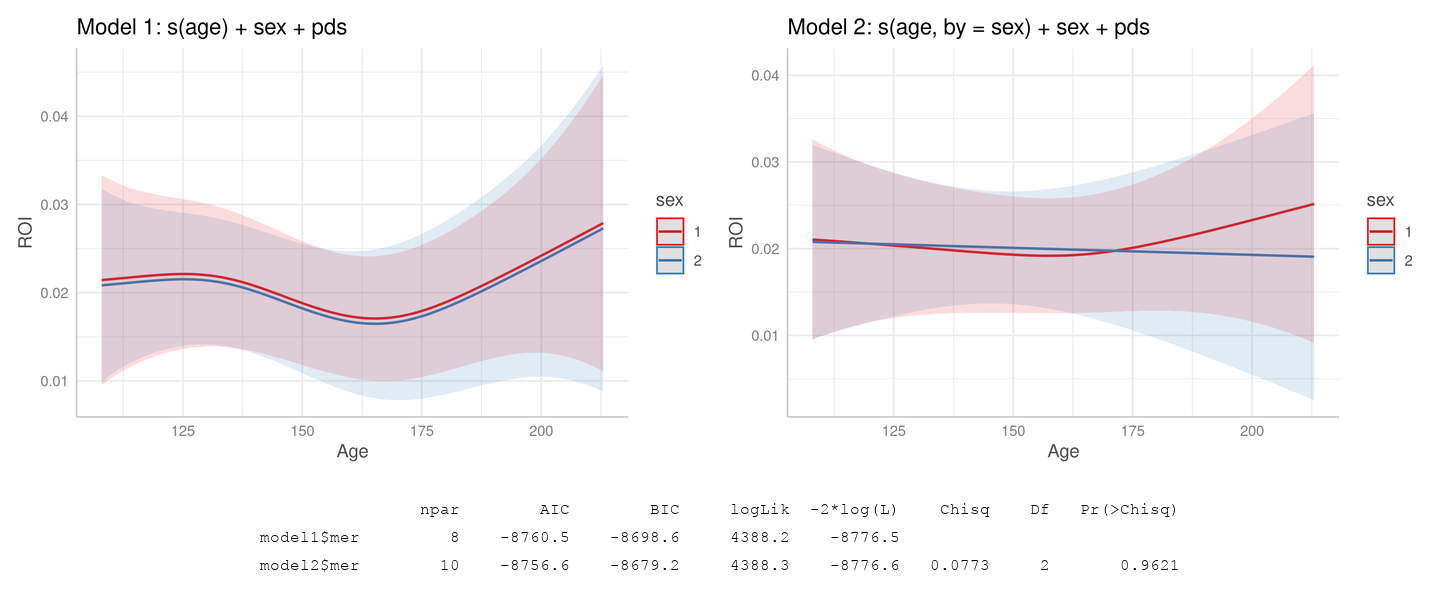 Model 1: s(age) + sex + pds
ROI
0.04
0.03
0.02
0.01
125 150 175 200
Age
sex
1
2
Model 2: s(age, by = sex) + sex + pds
ROI
0.04
0.03
0.02
0.01
125 150 175 200
Age
sex
1
2
npar AIC BIC logLik -2*log(L) Chisq Df Pr(>Chisq)
model1$mer 8 -8760.5 -8698.6 4388.2 -8776.5
model2$mer 10 -8756.6 -8679.2 4388.3 -8776.6 0.0773 2 0.9621